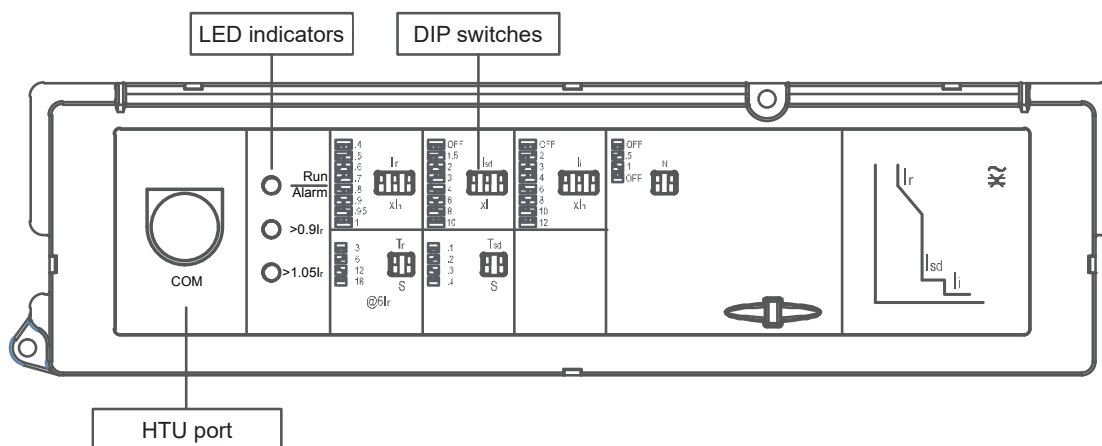 LED indicators
DIP switches
Run
Alarm
>0.9Ir
>1.05Ir
COM
.4
.5
.6
.7
.8
.9
.95
1
Ir
xIn
OFF
1.5
2
3
4
6
8
10
Isd
xI
OFF
2
3
4
6
8
10
12
Ii
xIn
OFF
.5
1
OFF
N
3
6
12
18
Tr
S
@6Ir
.1
.2
.3
.4
Tsd
S
Ir
Isd
Ii
HTU port